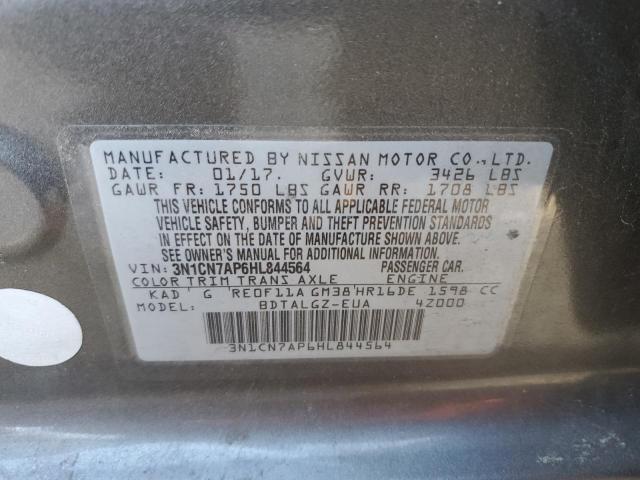 MANUFACTURED BY NISSAN MOTOR CO.,LTD.
DATE: 01/17. GVWR: 3426 LBS
GAWR FR: 1750 LBS GAWR RR: 1708 LBS
THIS VEHICLE CONFORMS TO ALL APPLICABLE FEDERAL MOTOR
VEHICLE SAFETY, BUMPER AND THEFT PREVENTION STANDARDS
IN EFFECT ON THE DATE OF MANUFACTURE SHOWN ABOVE.
SEE OWNER'S MANUAL FOR ADDITIONAL INFORMATION.
VIN: 3N1CN7AP6HL844564 PASSENGER CAR.
COLOR TRIM TRANS AXLE ENGINE
KAD G RE0F11A GM38 HR16DE 1598 CC
MODEL: BDTALGZ-EUA 4Z000
3N1CN7AP6HL844564